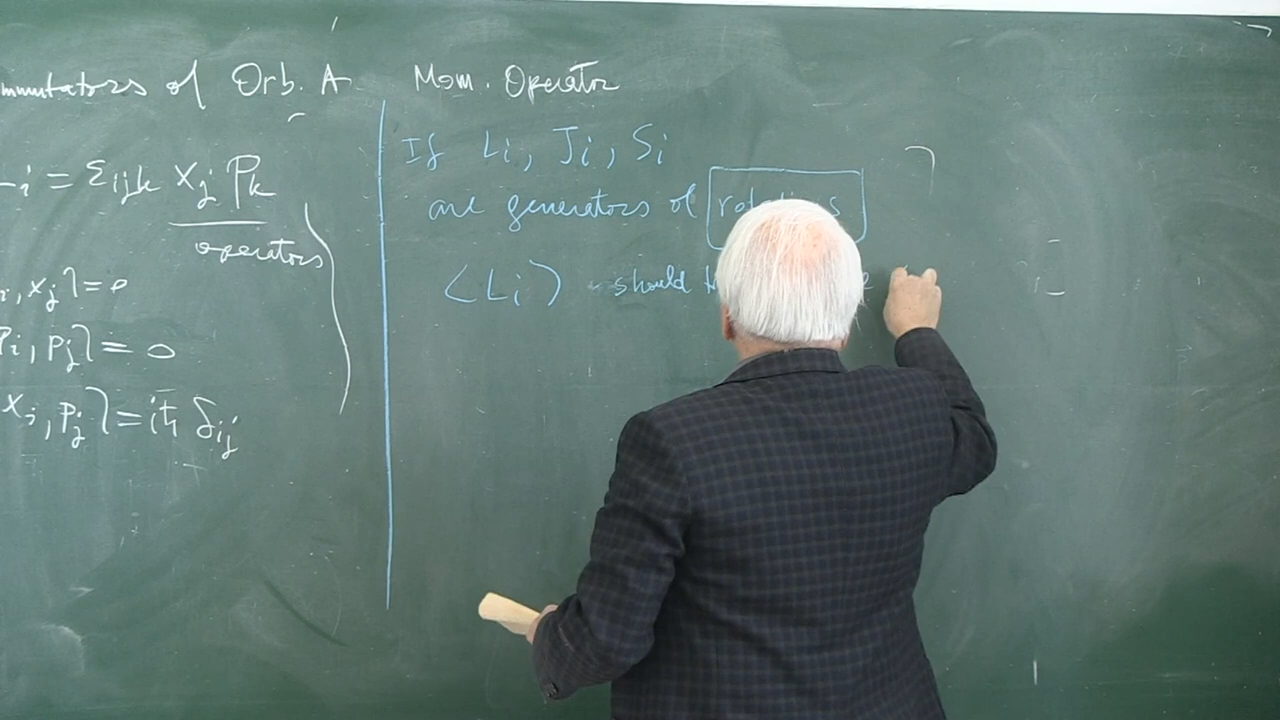 mmutators of Orb. A Mom. Operator
i = εijk xj Pk
operators
i, xj] = 0
Pi, Pj] = 0
xi, Pj] = iħ δij
If Li, Ji, Si
are generators of
⟨Li⟩ should